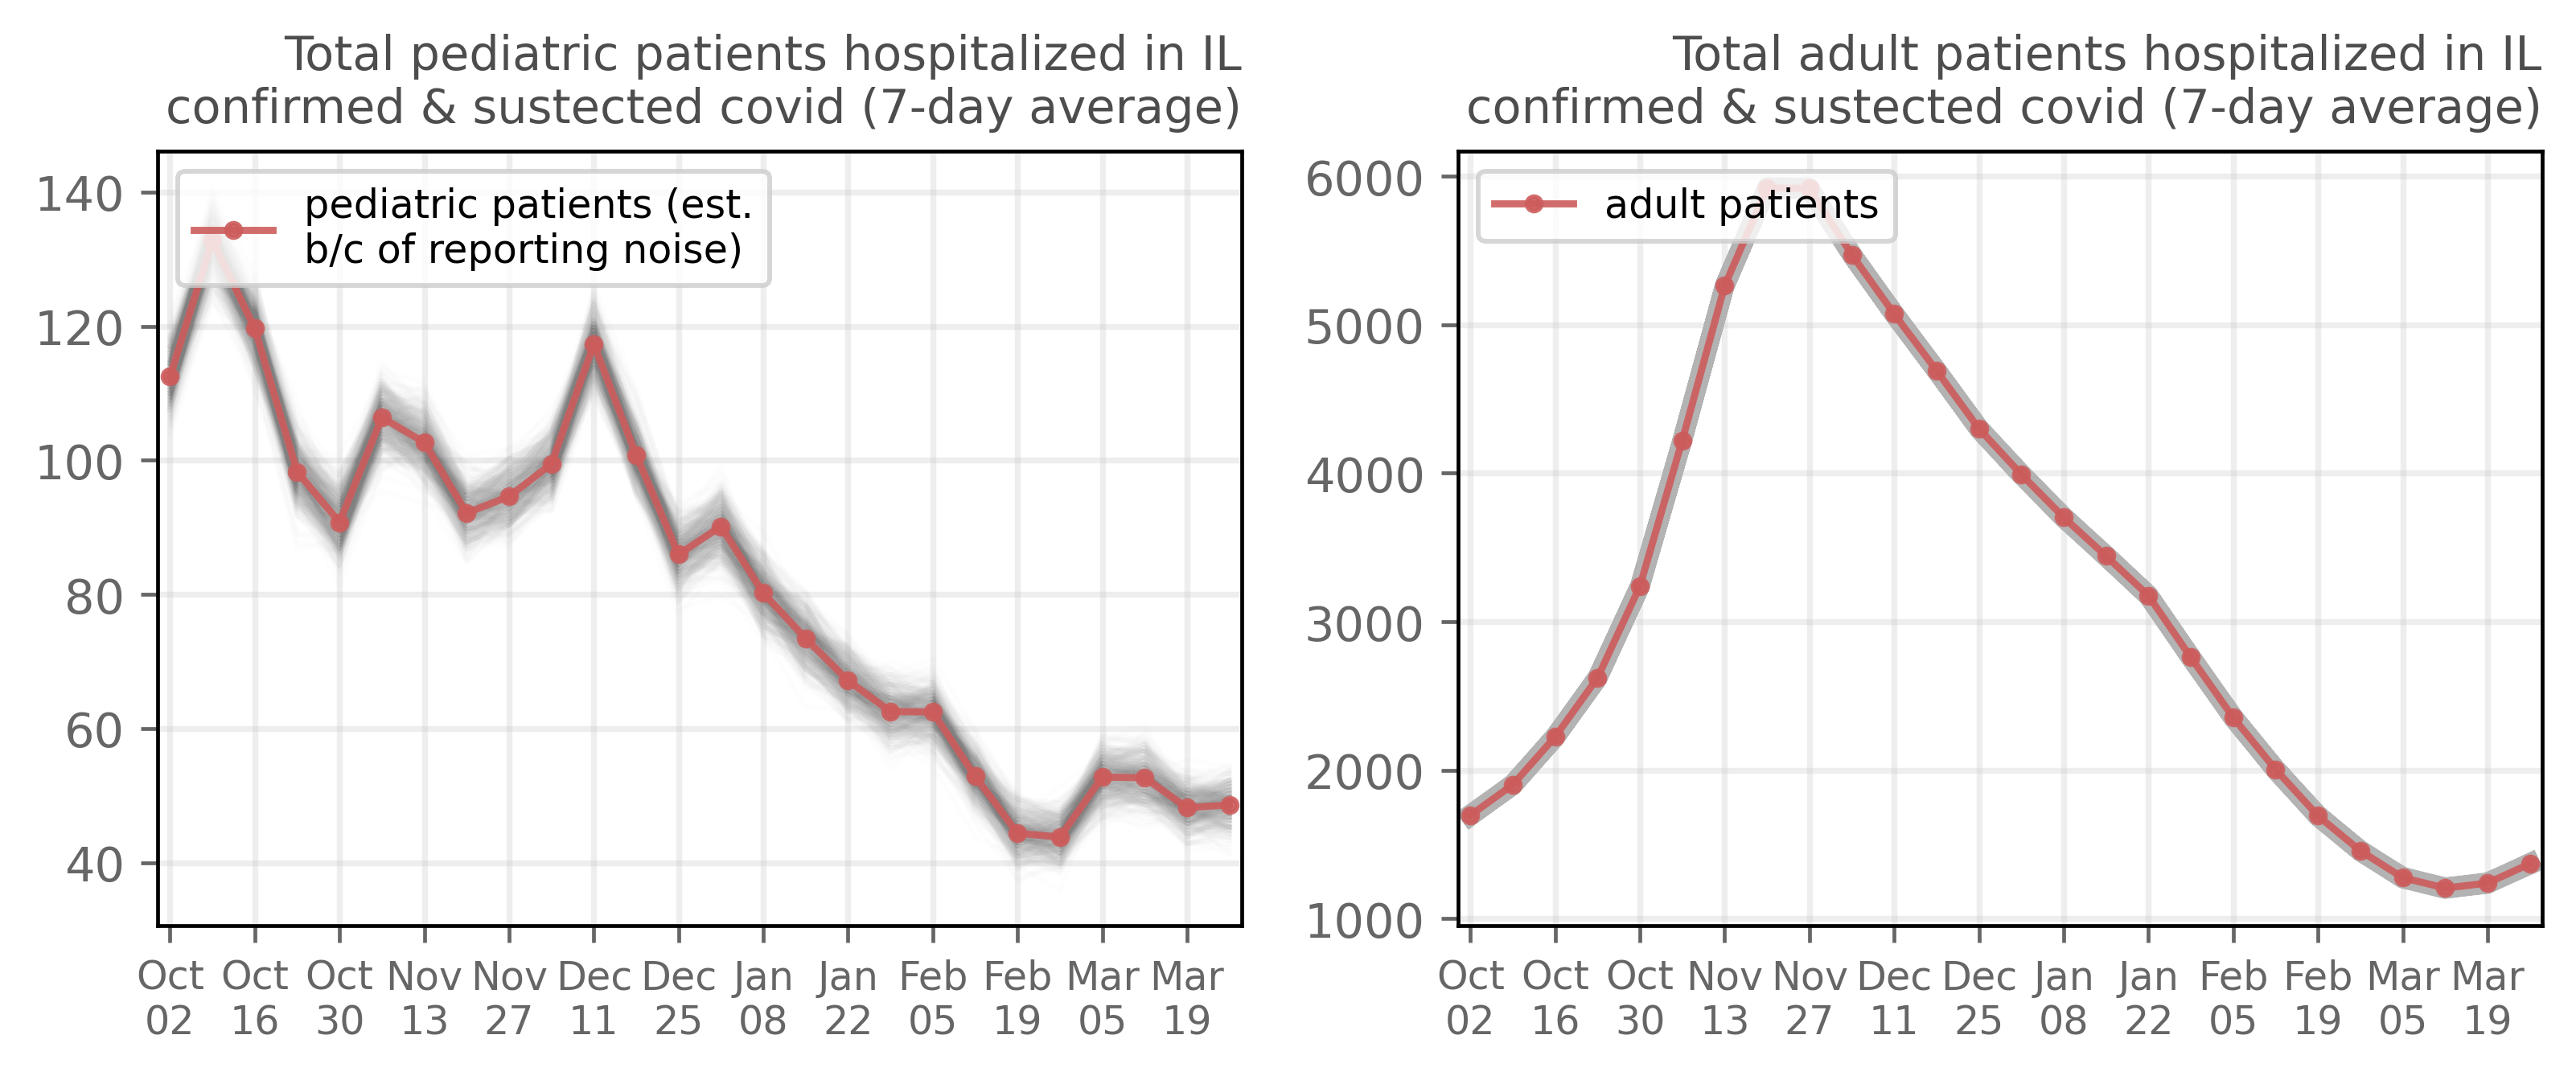 Total pediatric patients hospitalized in IL
confirmed & sustected covid (7-day average)
pediatric patients (est.
b/c of reporting noise)
140
120
100
80
60
40
Oct Oct Oct Nov Nov Dec Dec Jan Jan Feb Feb Mar Mar
02 16 30 13 27 11 25 08 22 05 19 05 19
Total adult patients hospitalized in IL
confirmed & sustected covid (7-day average)
adult patients
6000
5000
4000
3000
2000
1000
Oct Oct Oct Nov Nov Dec Dec Jan Jan Feb Feb Mar Mar
02 16 30 13 27 11 25 08 22 05 19 05 19